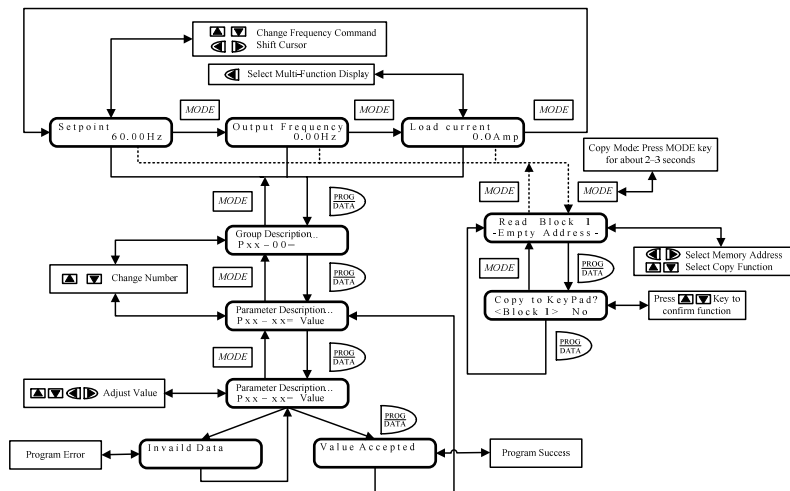 Change Frequency Command
Shift Cursor
Select Multi-Function Display
MODE
MODE
MODE
Setpoint
60.00Hz
Output Frequency
0.00Hz
Load current
0.0Amp
Copy Mode: Press MODE key
for about 2-3 seconds
MODE
PROG
DATA
MODE
MODE
Group Description...
Pxx-00-
Read Block 1
-Empty Address-
MODE
PROG
DATA
MODE
PROG
DATA
Select Memory Address
Select Copy Function
Change Number
Parameter Description...
Pxx-xx= Value
Copy to KeyPad?
<Block 1> No
Press Key to
confirm function
MODE
PROG
DATA
PROG
DATA
Adjust Value
Parameter Description...
Pxx-xx= Value
PROG
DATA
Program Error
Invaild Data
Value Accepted
Program Success